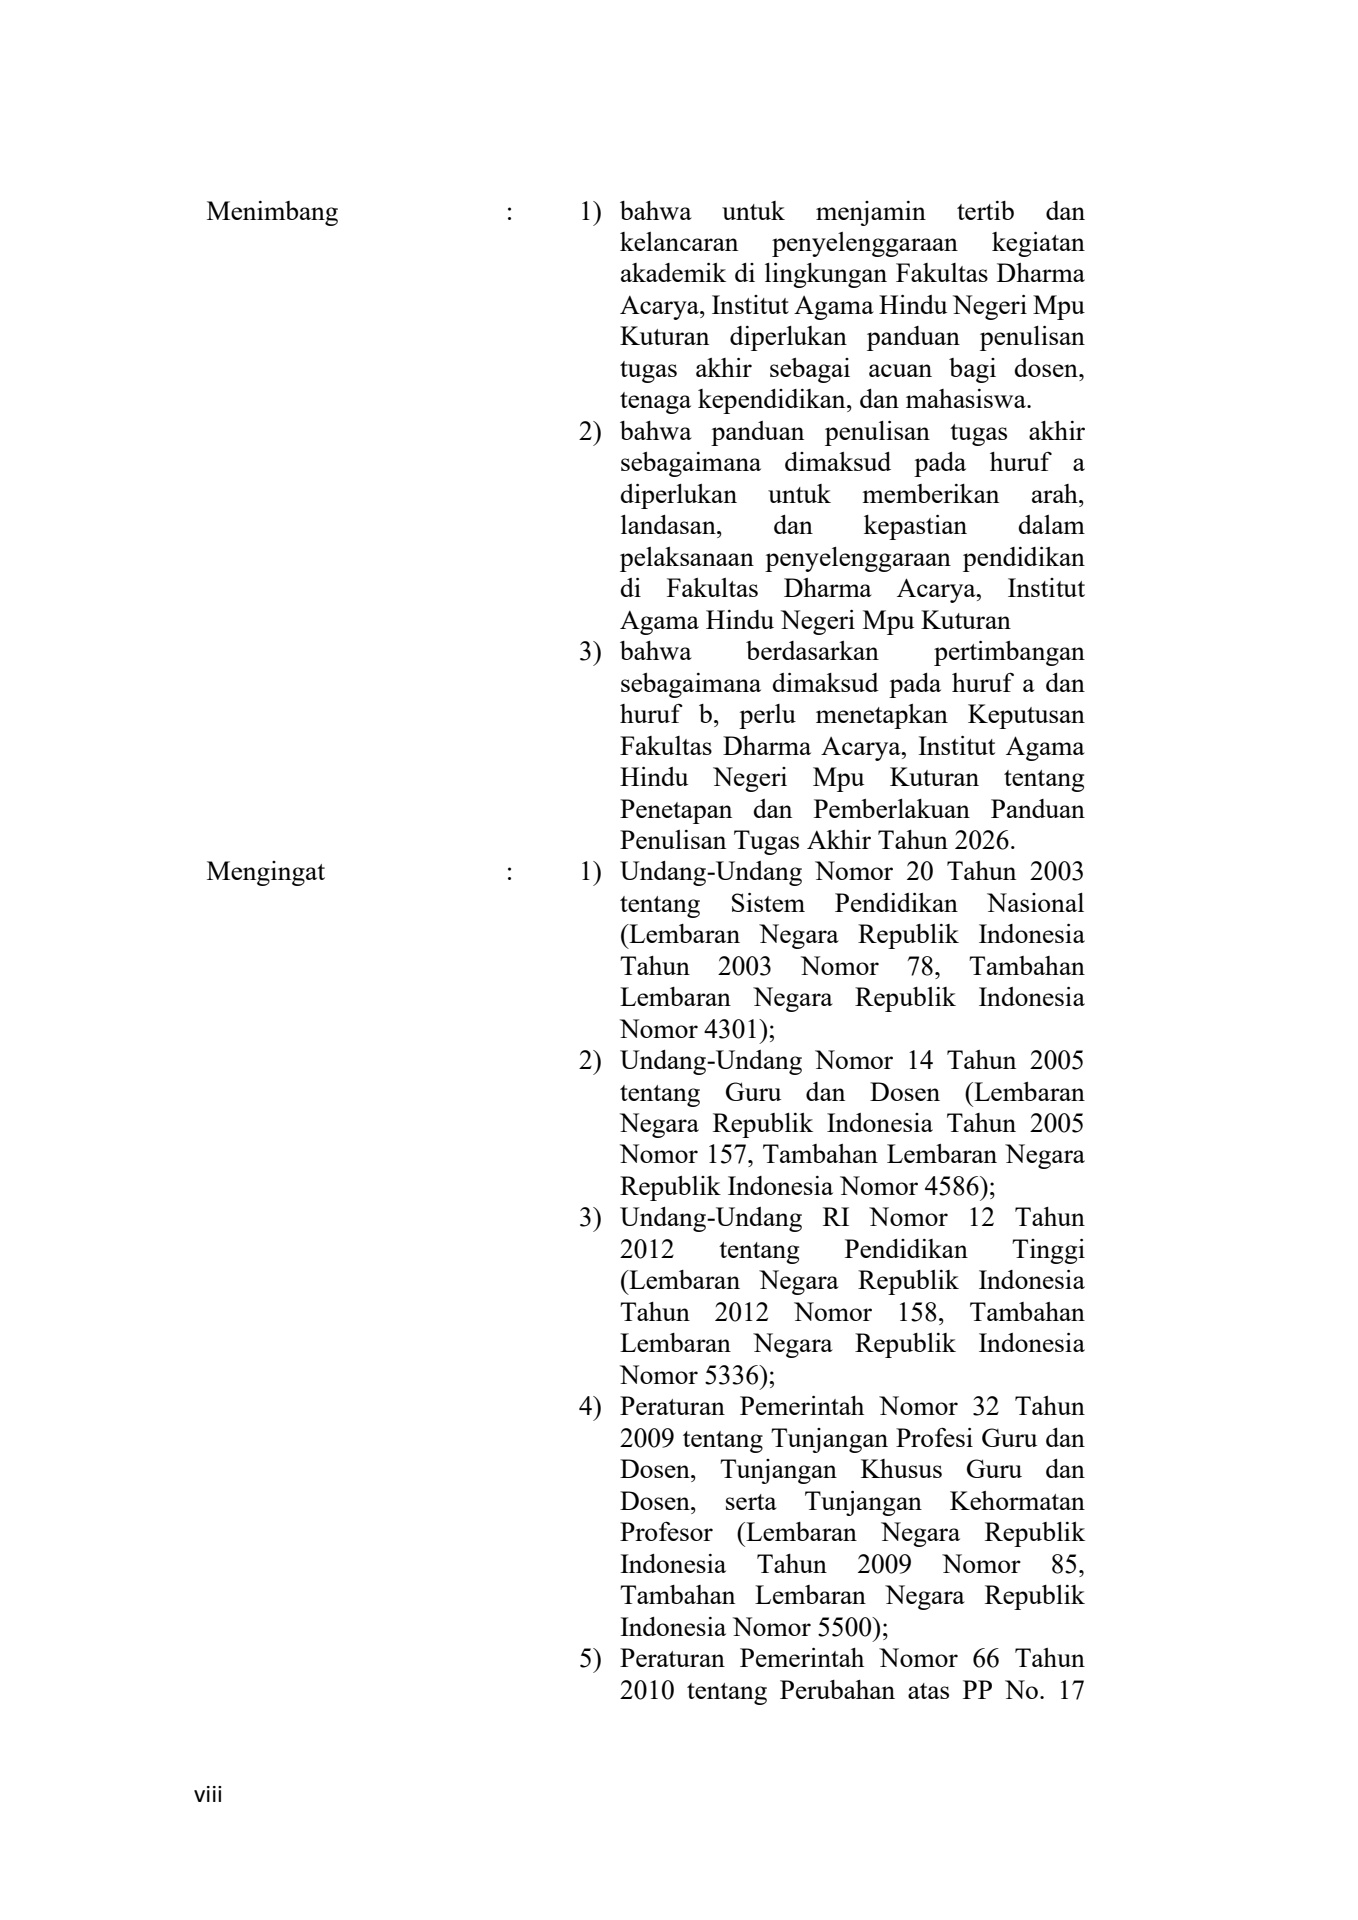 Menimbang : 1) bahwa untuk menjamin tertib dan
kelancaran penyelenggaraan kegiatan
akademik di lingkungan Fakultas Dharma
Acarya, Institut Agama Hindu Negeri Mpu
Kuturan diperlukan panduan penulisan
tugas akhir sebagai acuan bagi dosen,
tenaga kependidikan, dan mahasiswa.
2) bahwa panduan penulisan tugas akhir
sebagaimana dimaksud pada huruf a
diperlukan untuk memberikan arah,
landasan, dan kepastian dalam
pelaksanaan penyelenggaraan pendidikan
di Fakultas Dharma Acarya, Institut
Agama Hindu Negeri Mpu Kuturan
3) bahwa berdasarkan pertimbangan
sebagaimana dimaksud pada huruf a dan
huruf b, perlu menetapkan Keputusan
Fakultas Dharma Acarya, Institut Agama
Hindu Negeri Mpu Kuturan tentang
Penetapan dan Pemberlakuan Panduan
Penulisan Tugas Akhir Tahun 2026.
Mengingat : 1) Undang-Undang Nomor 20 Tahun 2003
tentang Sistem Pendidikan Nasional
(Lembaran Negara Republik Indonesia
Tahun 2003 Nomor 78, Tambahan
Lembaran Negara Republik Indonesia
Nomor 4301);
2) Undang-Undang Nomor 14 Tahun 2005
tentang Guru dan Dosen (Lembaran
Negara Republik Indonesia Tahun 2005
Nomor 157, Tambahan Lembaran Negara
Republik Indonesia Nomor 4586);
3) Undang-Undang RI Nomor 12 Tahun
2012 tentang Pendidikan Tinggi
(Lembaran Negara Republik Indonesia
Tahun 2012 Nomor 158, Tambahan
Lembaran Negara Republik Indonesia
Nomor 5336);
4) Peraturan Pemerintah Nomor 32 Tahun
2009 tentang Tunjangan Profesi Guru dan
Dosen, Tunjangan Khusus Guru dan
Dosen, serta Tunjangan Kehormatan
Profesor (Lembaran Negara Republik
Indonesia Tahun 2009 Nomor 85,
Tambahan Lembaran Negara Republik
Indonesia Nomor 5500);
5) Peraturan Pemerintah Nomor 66 Tahun
2010 tentang Perubahan atas PP No. 17
viii